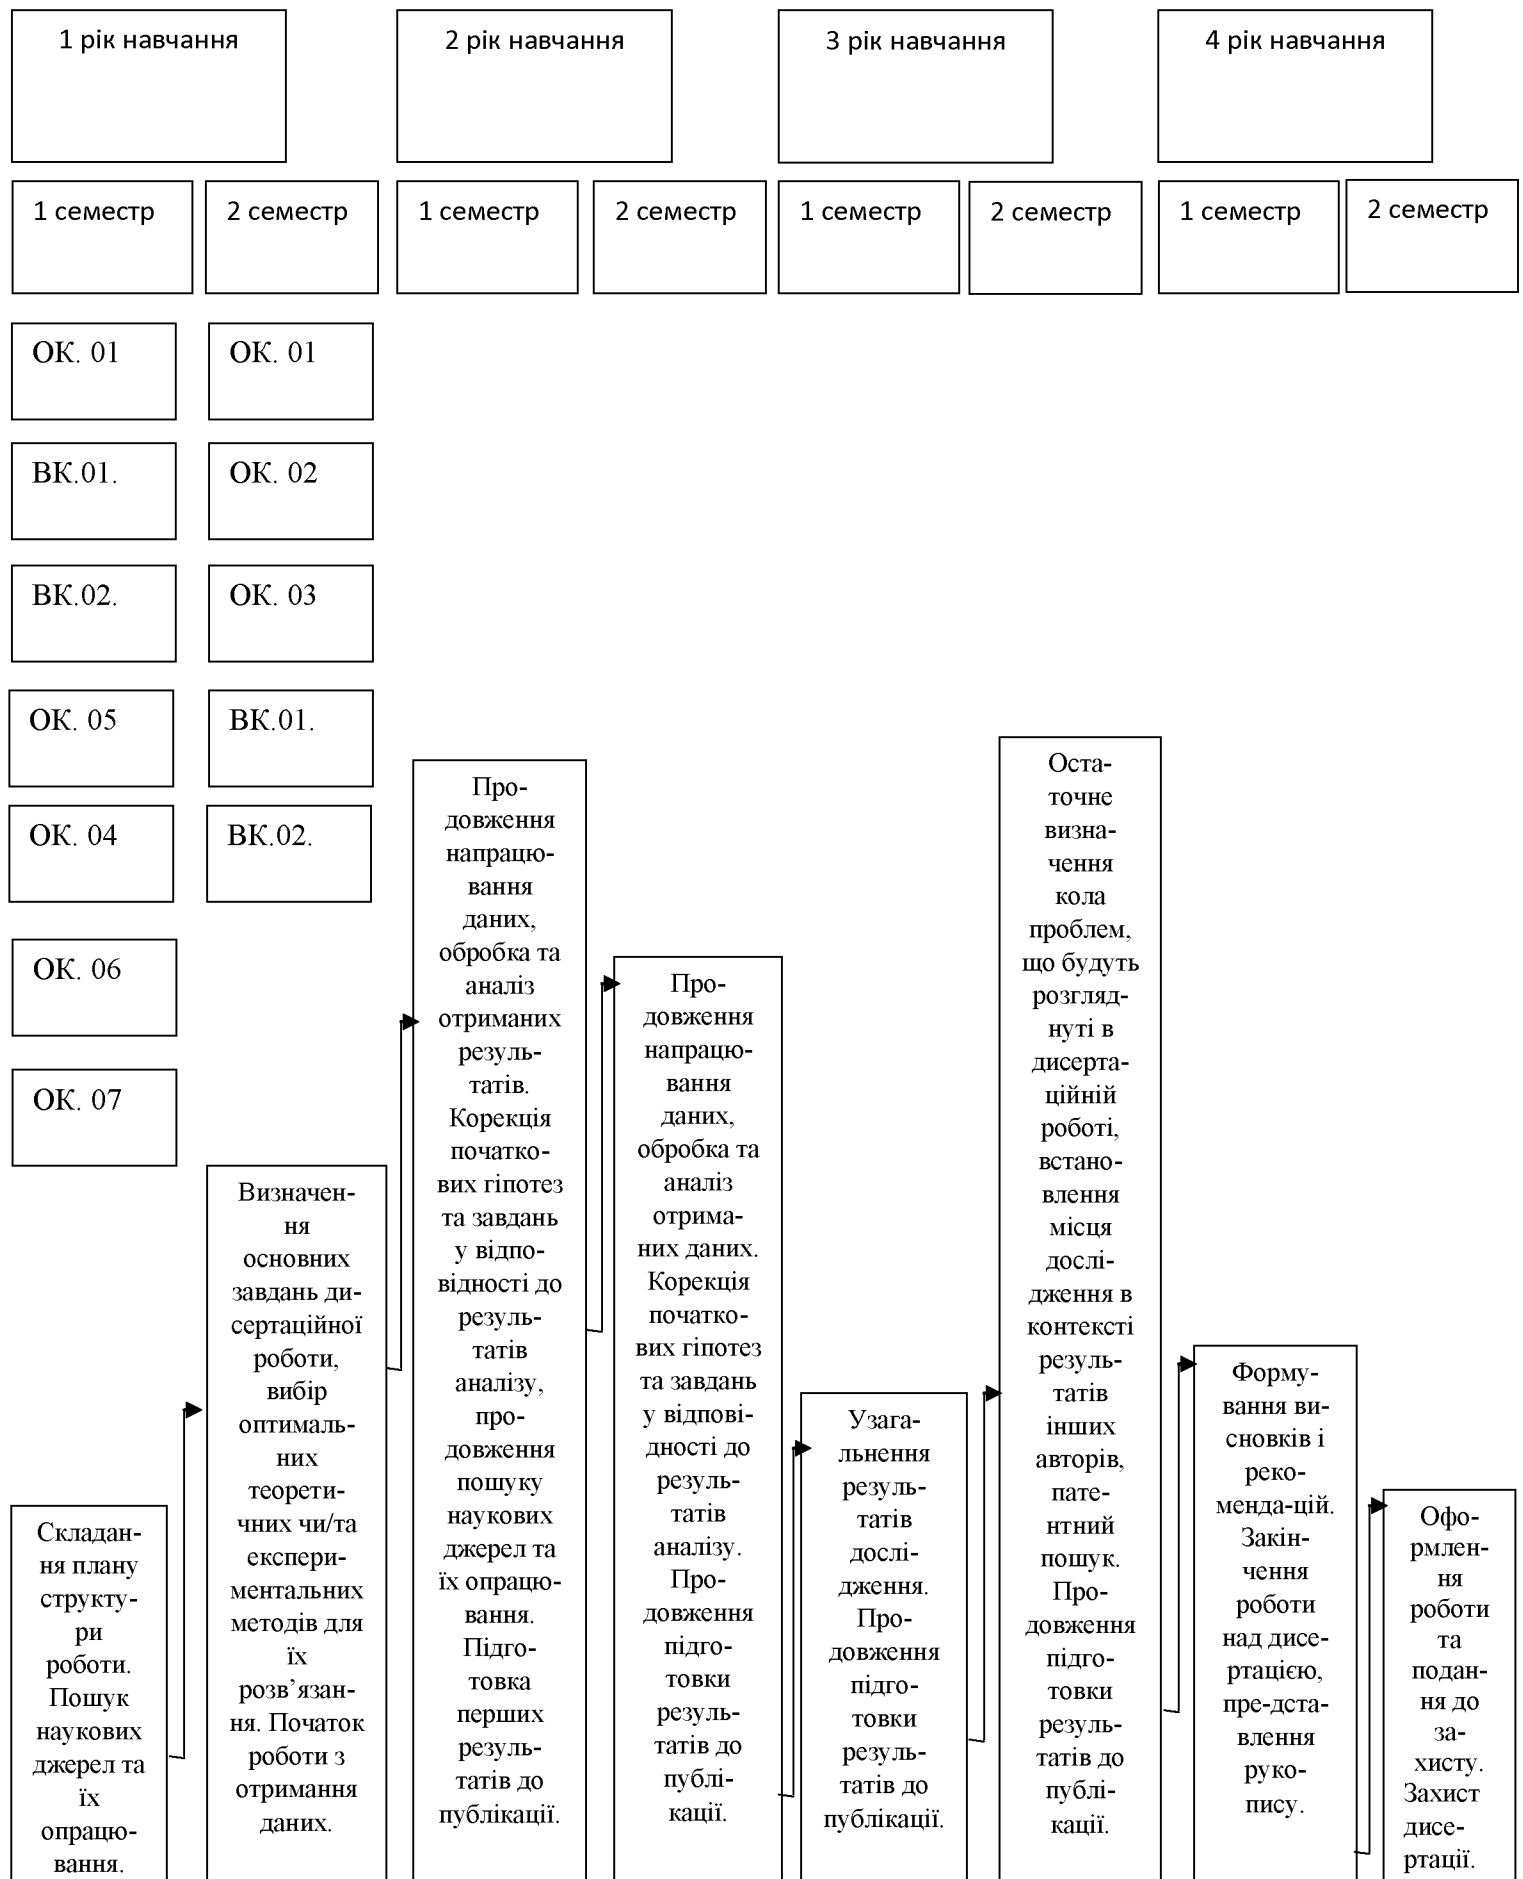 1 рік навчання
2 рік навчання
3 рік навчання
4 рік навчання
1 семестр
2 семестр
1 семестр
2 семестр
1 семестр
2 семестр
1 семестр
2 семестр
ОК. 01
ОК. 01
ВК.01.
ОК. 02
ВК.02.
ОК. 03
ОК. 05
ВК.01.
ОК. 04
ВК.02.
ОК. 06
ОК. 07
Складан-
ня плану
структу-
ри
роботи.
Пошук
наукових
джерел та
їх
опрацю-
вання.
Визначен-
ня
основних
завдань ди-
сертаційної
роботи,
вибір
оптималь-
них
теорети-
чних чи/та
експери-
ментальних
методів для
їх
розв’язан-
ня. Початок
роботи з
отримання
даних.
Про-
довження
напрацю-
вання
даних,
обробка та
аналіз
отриманих
резуль-
татів.
Корекція
початко-
вих гіпотез
та завдань
у відпо-
відності до
резуль-
татів
аналізу,
про-
довження
пошуку
наукових
джерел та
їх опрацю-
вання.
Підго-
товка
перших
резуль-
татів до
публікації.
Про-
довження
напрацю-
вання
даних,
обробка та
аналіз
отрима-
них даних.
Корекція
початко-
вих гіпотез
та завдань
у відпові-
дності до
резуль-
татів
аналізу.
Про-
довження
підго-
товки
резуль-
татів до
публі-
кації.
Узага-
льнення
резуль-
татів
дослі-
дження.
Про-
довження
підго-
товки
резуль-
татів до
публікації.
Оста-
точне
визна-
чення
кола
проблем,
що будуть
розгляд-
нуті в
дисерта-
ційній
роботі,
встано-
влення
місця
дослі-
дження в
контексті
резуль-
татів
інших
авторів,
пате-
нтний
пошук.
Про-
довження
підго-
товки
резуль-
татів до
публі-
кації.
Форму-
вання ви-
сновків і
реко-
менда-цій.
Закін-
чення
роботи
над дисе-
ртацією,
пре-дста-
влення
руко-
пису.
Офо-
рмлен-
ня
роботи
та
подан-
ня до
за-
хисту.
Захист
дисе-
ртації.